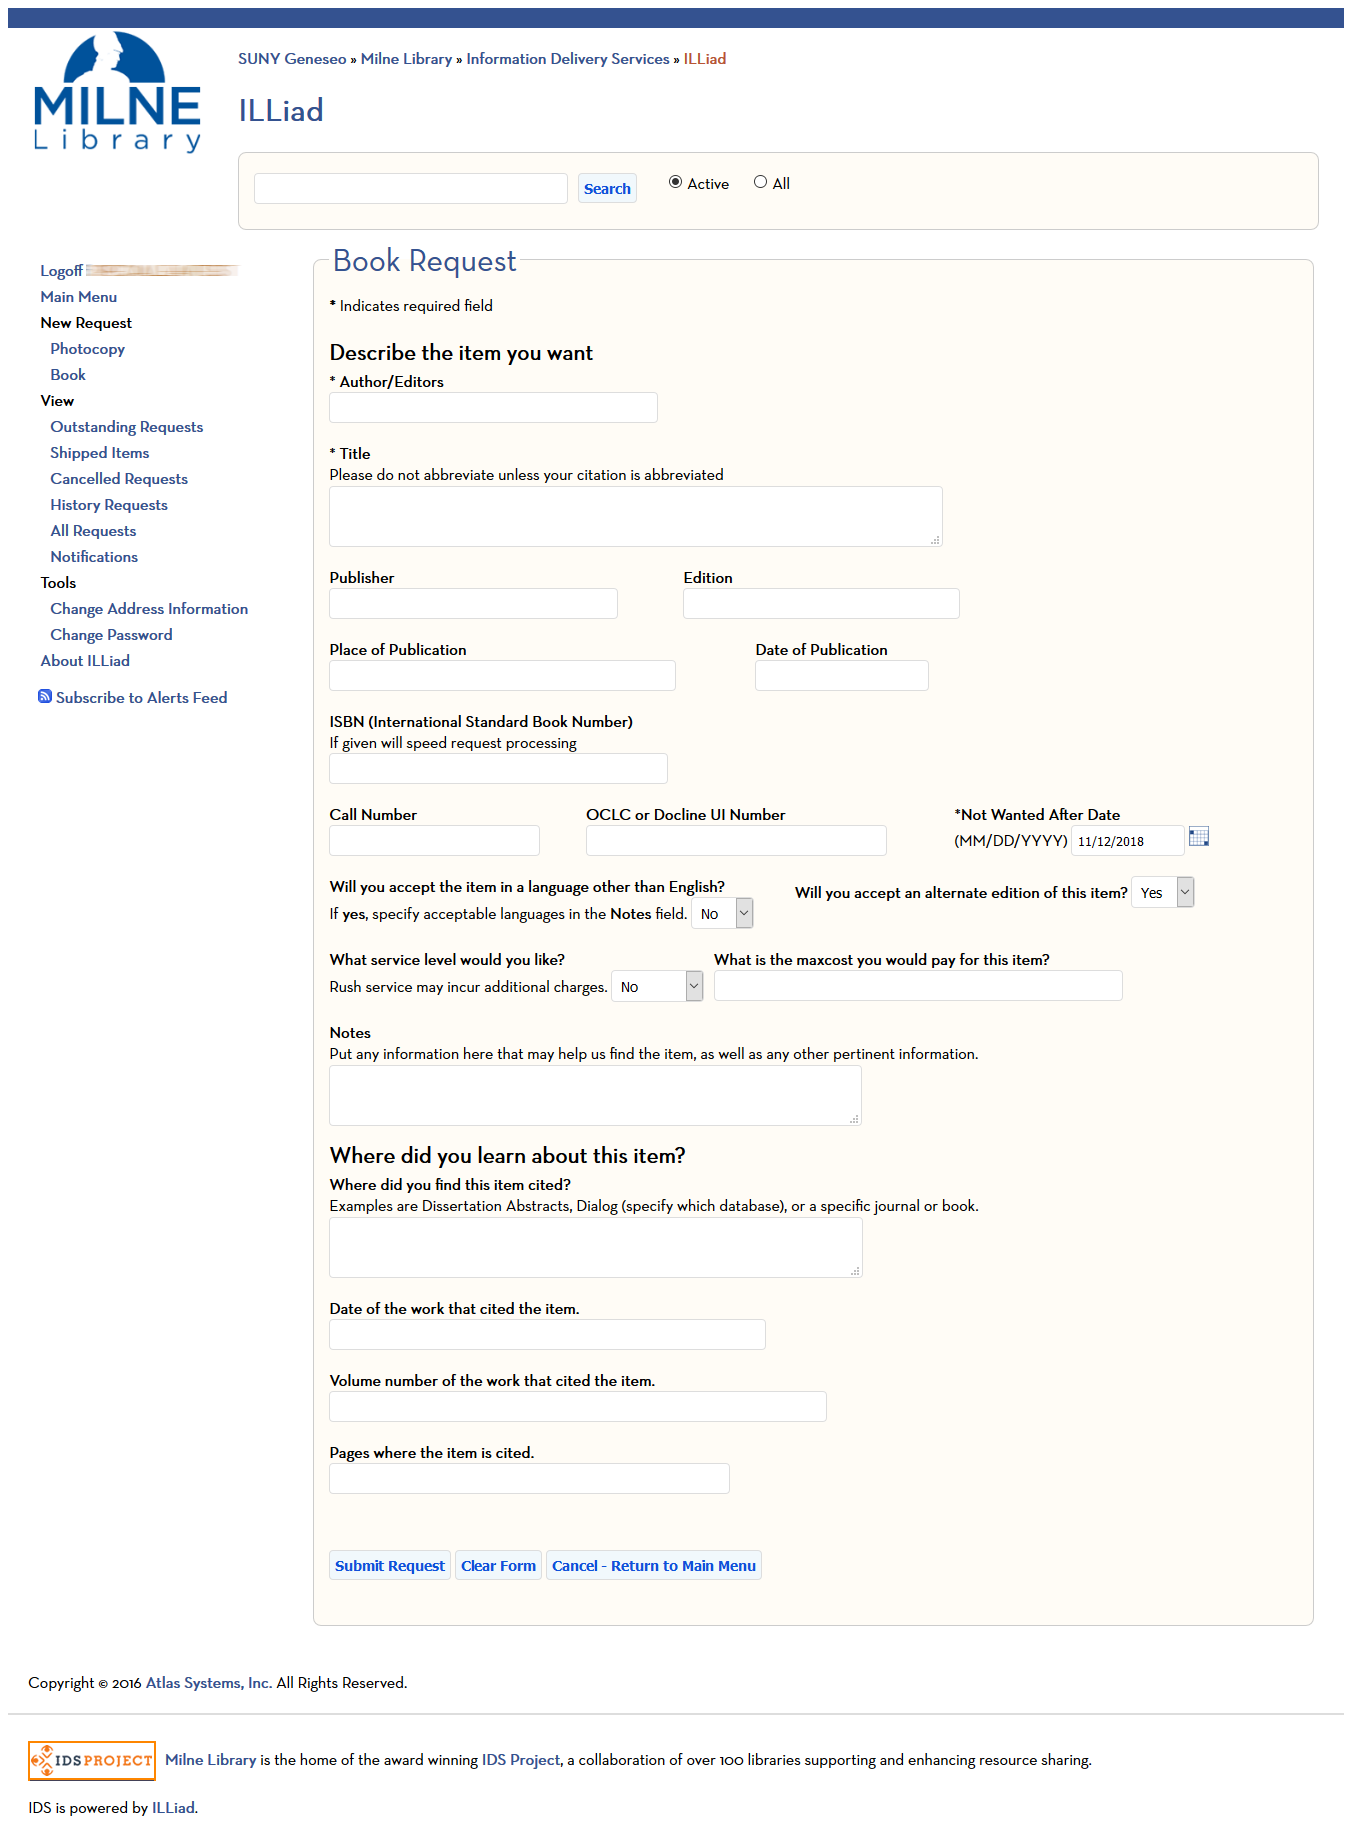 MILNE
Library
SUNY Geneseo » Milne Library » Information Delivery Services » ILLiad
ILLiad
Search
Active
All
Logoff
Main Menu
New Request
Photocopy
Book
View
Outstanding Requests
Shipped Items
Cancelled Requests
History Requests
All Requests
Notifications
Tools
Change Address Information
Change Password
About ILLiad
Subscribe to Alerts Feed
Book Request
* Indicates required field
Describe the item you want
* Author/Editors
* Title
Please do not abbreviate unless your citation is abbreviated
Publisher
Edition
Place of Publication
Date of Publication
ISBN (International Standard Book Number)
If given will speed request processing
Call Number
OCLC or Docline UI Number
*Not Wanted After Date
(MM/DD/YYYY) 11/12/2018
Will you accept the item in a language other than English?
If yes, specify acceptable languages in the Notes field. No
Will you accept an alternate edition of this item? Yes
What service level would you like?
Rush service may incur additional charges. No
What is the maxcost you would pay for this item?
Notes
Put any information here that may help us find the item, as well as any other pertinent information.
Where did you learn about this item?
Where did you find this item cited?
Examples are Dissertation Abstracts, Dialog (specify which database), or a specific journal or book.
Date of the work that cited the item.
Volume number of the work that cited the item.
Pages where the item is cited.
Submit Request
Clear Form
Cancel - Return to Main Menu
Copyright © 2016 Atlas Systems, Inc. All Rights Reserved.
IDS PROJECT
Milne Library is the home of the award winning IDS Project, a collaboration of over 100 libraries supporting and enhancing resource sharing.
IDS is powered by ILLiad.